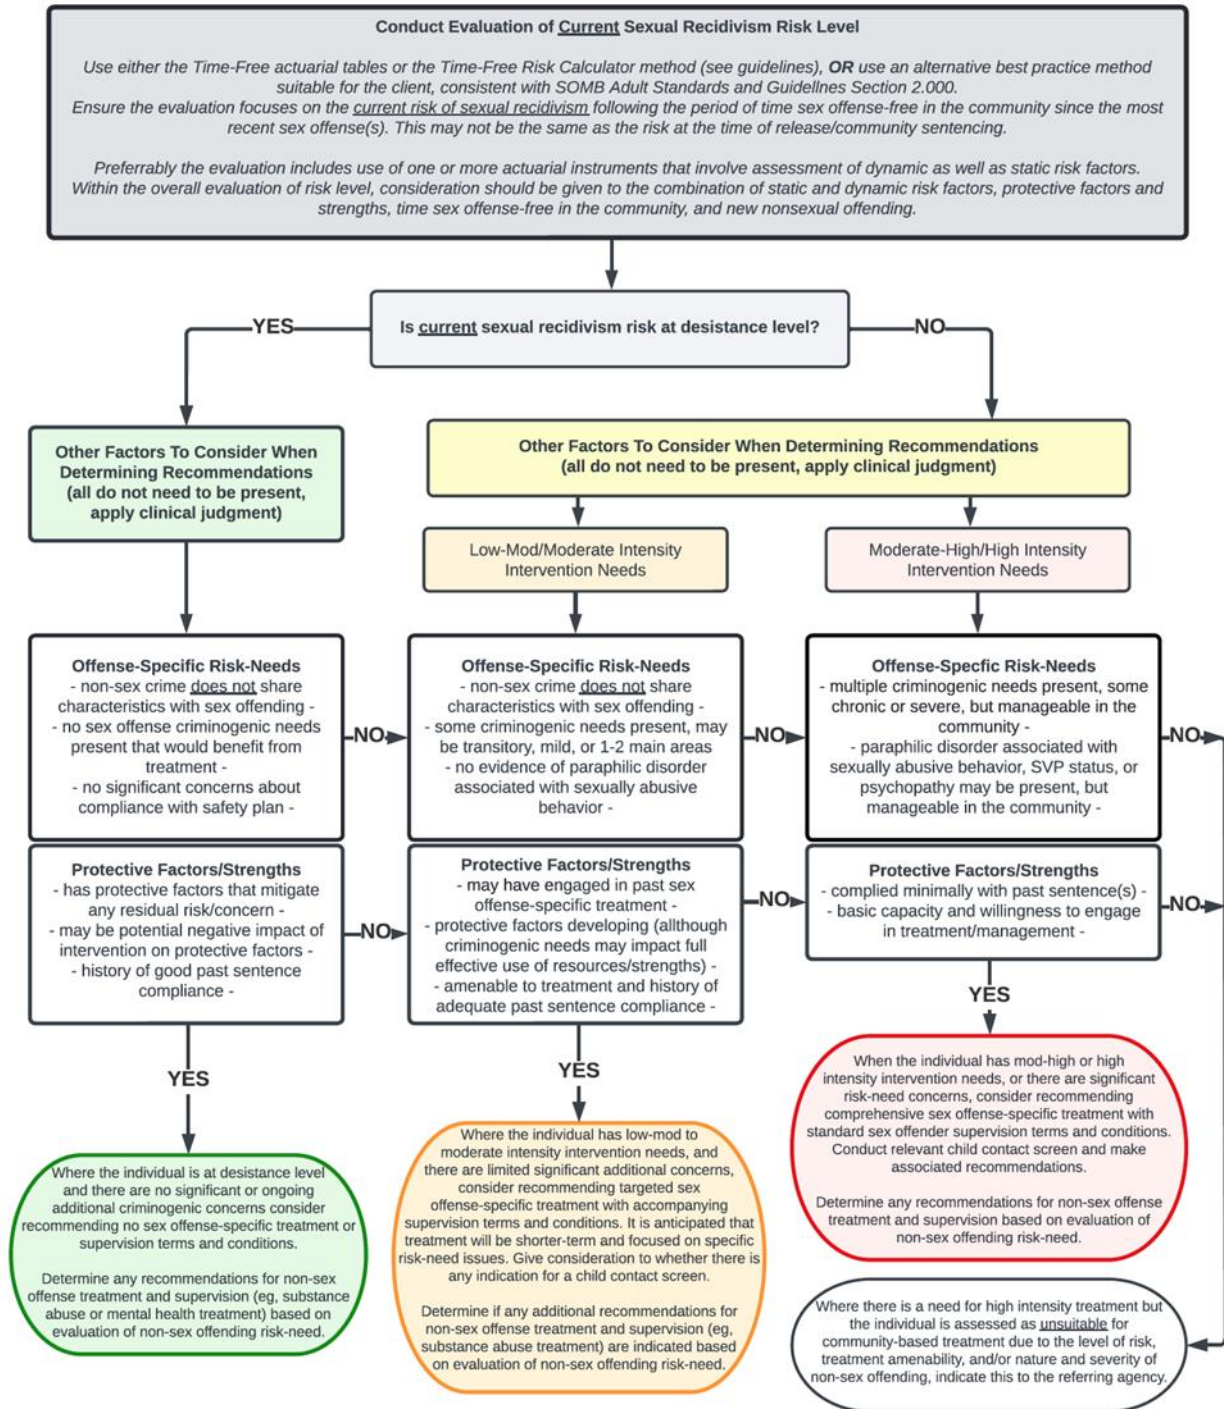 Conduct Evaluation of Current Sexual Recidivism Risk Level
Use either the Time-Free actuarial tables or the Time-Free Risk Calculator method (see guidelines), OR use an alternative best practice method
suitable for the client, consistent with SOMB Adult Standards and Guidelines Section 2.000.
Ensure the evaluation focuses on the current risk of sexual recidivism following the period of time sex offense-free in the community since the most
recent sex offense(s). This may not be the same as the risk at the time of release/community sentencing.
Preferrably the evaluation includes use of one or more actuarial instruments that involve assessment of dynamic as well as static risk factors.
Within the overall evaluation of risk level, consideration should be given to the combination of static and dynamic risk factors, protective factors and
strengths, time sex offense-free in the community, and new nonsexual offending.
YES
Is current sexual recidivism risk at desistance level?
NO
Other Factors To Consider When
Determining Recommendations
(all do not need to be present,
apply clinical judgment)
Other Factors To Consider When Determining Recommendations
(all do not need to be present, apply clinical judgment)
Low-Mod/Moderate Intensity
Intervention Needs
Moderate-High/High Intensity
Intervention Needs
Offense-Specific Risk-Needs
- non-sex crime does not share
characteristics with sex offending -
- no sex offense criminogenic needs
present that would benefit from
treatment -
- no significant concerns about
compliance with safety plan -
NO
Offense-Specific Risk-Needs
- non-sex crime does not share
characteristics with sex offending -
- some criminogenic needs present, may
be transitory, mild, or 1-2 main areas
- no evidence of paraphilic disorder
associated with sexually abusive
behavior -
NO
Offense-Specfic Risk-Needs
- multiple criminogenic needs present, some
chronic or severe, but manageable in the
community -
- paraphilic disorder associated with
sexually abusive behavior, SVP status, or
psychopathy may be present, but
manageable in the community -
NO
Protective Factors/Strengths
- has protective factors that mitigate
any residual risk/concern -
- may be potential negative impact of
intervention on protective factors -
- history of good past sentence
compliance -
NO
Protective Factors/Strengths
- may have engaged in past sex
offense-specific treatment -
- protective factors developing (allthough
criminogenic needs may impact full
effective use of resources/strengths) -
- amenable to treatment and history of
adequate past sentence compliance -
NO
Protective Factors/Strengths
- complied minimally with past sentence(s) -
- basic capacity and willingness to engage
in treatment/management -
NO
YES
YES
YES
Where the individual is at desistance level
and there are no significant or ongoing
additional criminogenic concerns consider
recommending no sex offense-specific treatment or
supervision terms and conditions.
Determine any recommendations for non-sex
offense treatment and supervision (eg, substance
abuse or mental health treatment) based on
evaluation of non-sex offending risk-need.
Where the individual has low-mod to
moderate intensity intervention needs, and
there are limited significant additional concerns,
consider recommending targeted sex
offense-specific treatment with accompanying
supervision terms and conditions. It is anticipated that
treatment will be shorter-term and focused on specific
risk-need issues. Give consideration to whether there is
any indication for a child contact screen.
Determine if any additional recommendations for
non-sex offense treatment and supervision (eg,
substance abuse treatment) are indicated based
on evaluation of non-sex offending risk-need.
When the individual has mod-high or high
intensity intervention needs, or there are significant
risk-need concerns, consider recommending
comprehensive sex offense-specific treatment with
standard sex offender supervision terms and conditions.
Conduct relevant child contact screen and make
associated recommendations.
Determine any recommendations for non-sex offense
treatment and supervision based on evaluation of
non-sex offending risk-need.
Where there is a need for high intensity treatment but
the individual is assessed as unsuitable for
community-based treatment due to the level of risk,
treatment amenability, and/or nature and severity of
non-sex offending, indicate this to the referring agency.